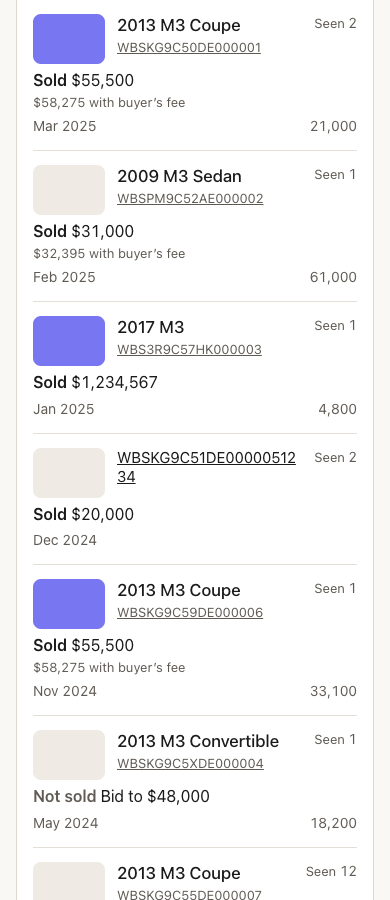 2013 M3 Coupe Seen 2
WBSKG9C50DE000001
Sold $55,500
$58,275 with buyer’s fee
Mar 2025 21,000
2009 M3 Sedan Seen 1
WBSPM9C52AE000002
Sold $31,000
$32,395 with buyer’s fee
Feb 2025 61,000
2017 M3 Seen 1
WBS3R9C57HK000003
Sold $1,234,567
Jan 2025 4,800
WBSKG9C51DE00000512 Seen 2
34
Sold $20,000
Dec 2024
2013 M3 Coupe Seen 1
WBSKG9C59DE000006
Sold $55,500
$58,275 with buyer’s fee
Nov 2024 33,100
2013 M3 Convertible Seen 1
WBSKG9C5XDE000004
Not sold Bid to $48,000
May 2024 18,200
2013 M3 Coupe Seen 12
WBSKG9C55DE000007